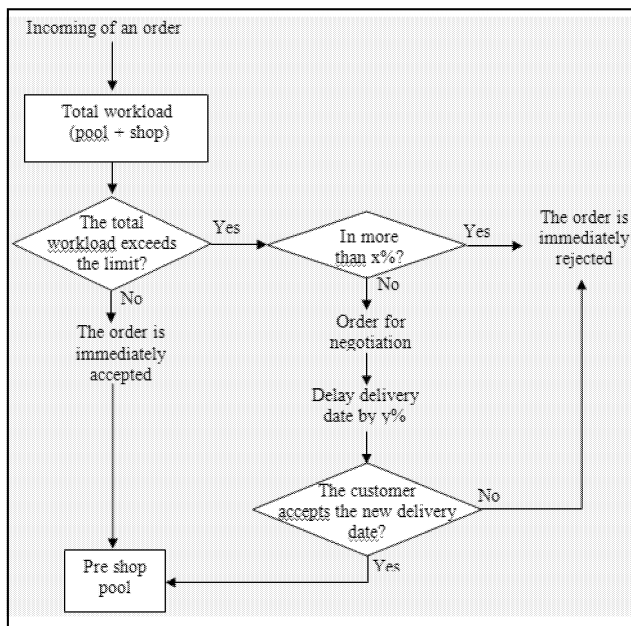 Incoming of an order
Total workload
(pool + shop)
The total
workload exceeds
the limit?
Yes
In more
than x%?
Yes
The order is
immediately
rejected
No
The order is
immediately
accepted
No
Order for
negotiation
Delay delivery
date by y%
The customer
accepts the new delivery
date?
No
Yes
Pre shop
pool